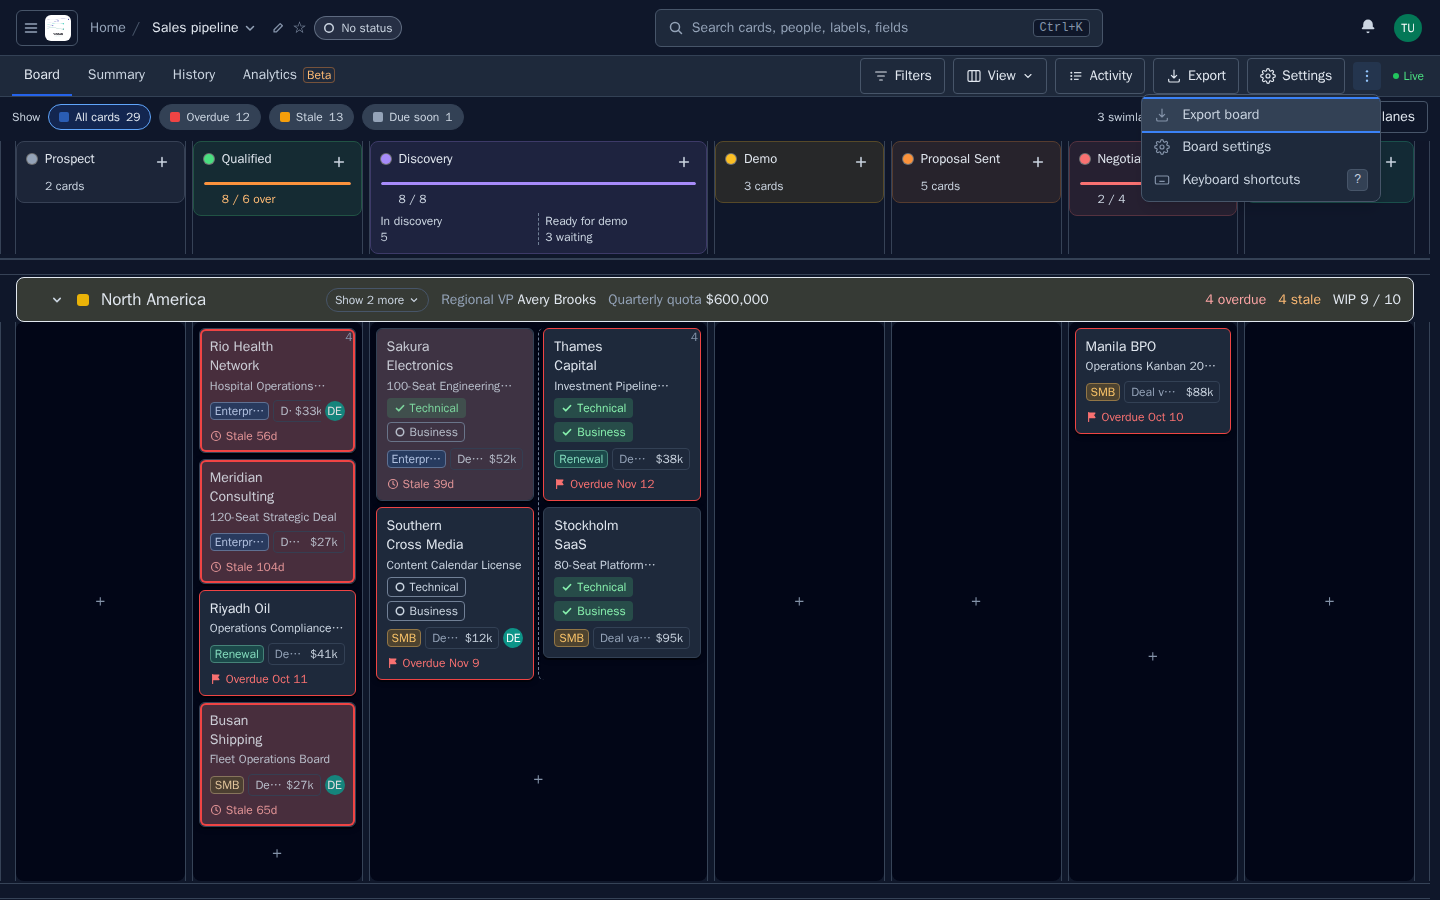 Home / Sales pipeline No status Search cards, people, labels, fields Ctrl+K TU
Board Summary History Analytics Beta Filters View Activity Export Settings Live
Show All cards 29 Overdue 12 Stale 13 Due soon 1 3 swimla lanes
Export board
Board settings
Keyboard shortcuts ?
Prospect
2 cards
Qualified
8 / 6 over
Discovery
8 / 8
In discovery
5
Ready for demo
3 waiting
Demo
3 cards
Proposal Sent
5 cards
Negotia
2 / 4
North America Show 2 more Regional VP Avery Brooks Quarterly quota $600,000 4 overdue 4 stale WIP 9 / 10
4
Rio Health
Network
Hospital Operations···
Enterpr··· D· $33k DE
Stale 56d
Meridian
Consulting
120-Seat Strategic Deal
Enterpr··· D··· $27k
Stale 104d
Riyadh Oil
Operations Compliance···
Renewal De··· $41k
Overdue Oct 11
Busan
Shipping
Fleet Operations Board
SMB De··· $27k DE
Stale 65d
Sakura
Electronics
100-Seat Engineering···
Technical
Business
Enterpr··· De··· $52k
Stale 39d
Southern
Cross Media
Content Calendar License
Technical
Business
SMB De··· $12k DE
Overdue Nov 9
4
Thames
Capital
Investment Pipeline···
Technical
Business
Renewal De··· $38k
Overdue Nov 12
Stockholm
SaaS
80-Seat Platform···
Technical
Business
SMB Deal va··· $95k
Manila BPO
Operations Kanban 20···
SMB Deal v··· $88k
Overdue Oct 10